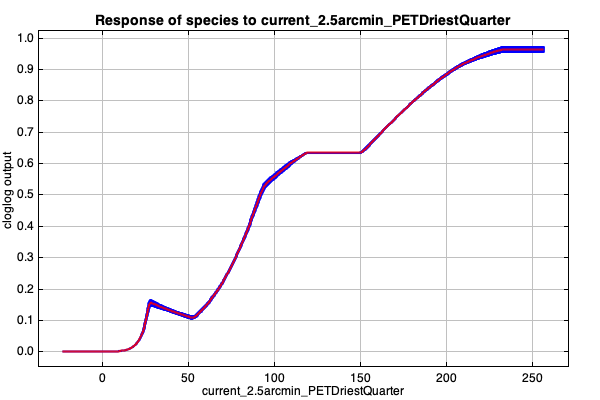 Response of species to current_2.5arcmin_PETDriestQuarter
1.0
0.9
0.8
0.7
0.6
0.5
0.4
0.3
0.2
0.1
0.0
cloglog output
0 50 100 150 200 250
current_2.5arcmin_PETDriestQuarter